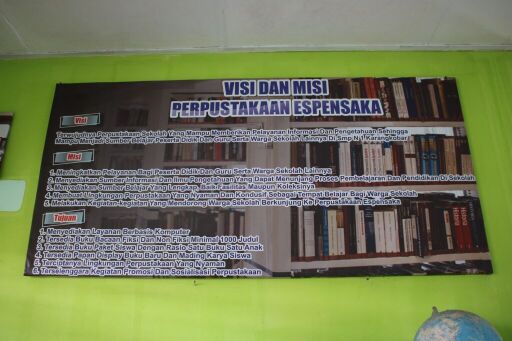 VISI DAN MISI
PERPUSTAKAAN ESPENSAKA
Visi
Terwujudnya Perpustakaan Sekolah Yang Mampu Memberikan Pelayanan Informasi Dan Pengetahuan Sehingga
Mampu Menjadi Sumber Belajar Peserta Didik Dan Guru Serta Warga Sekolah Lainnya Di Smp N 1 Karangkobar
Misi
1. Meningkatkan Pelayanan Bagi Peserta Didik Dan Guru Serta Warga Sekolah Lainnya
2. Menyediakan Sumber Informasi Dan Ilmu Pengetahuan Yang Dapat Menunjang Proses Pembelajaran Dan Pendidikan Di Sekolah
3. Menyediakan Sumber Belajar Yang Lengkap, Baik Fasilitas Maupun Koleksinya
4. Membuat Lingkungan Perpustakaan Yang Nyaman Dan Kondusif Sebagai Tempat Belajar Bagi Warga Sekolah
5. Melakukan Kegiatan-kegiatan Yang Mendorong Warga Sekolah Berkunjung Ke Perpustakaan Espensaka
Tujuan
1. Menyediakan Layanan Berbasis Komputer
2. Tersedia Buku Bacaan Fiksi Dan Non Fiksi Minimal 1000 Judul
3. Tersedia Buku Paket Siswa Dengan Rasio Satu Buku Satu Anak
4. Tersedia Papan Display Buku Baru Dan Mading Karya Siswa
5. Terciptanya Lingkungan Perpustakaan Yang Nyaman
6. Terselenggara Kegiatan Promosi Dan Sosialisasi Perpustakaan